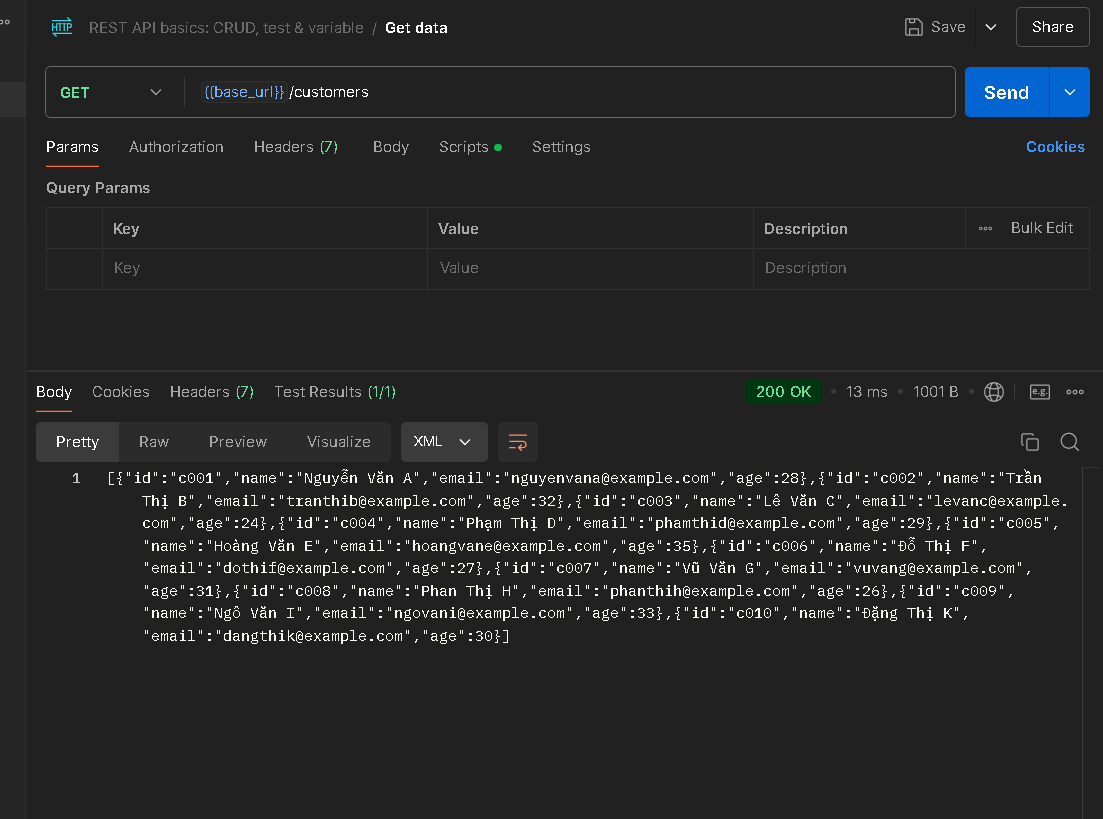 HTTP REST API basics: CRUD, test & variable / Get data Save Share
GET {{base_url}} /customers Send
Params Authorization Headers (7) Body Scripts Settings Cookies
Query Params
Key Value Description Bulk Edit
Key Value Description
Body Cookies Headers (7) Test Results (1/1) 200 OK 13 ms 1001 B e.g.
Pretty Raw Preview Visualize XML
1 [{"id":"c001","name":"Nguyễn Văn A","email":"nguyenvana@example.com","age":28},{"id":"c002","name":"Trần
Thị B","email":"tranthib@example.com","age":32},{"id":"c003","name":"Lê Văn C","email":"levanc@example.
com","age":24},{"id":"c004","name":"Phạm Thị D","email":"phamthid@example.com","age":29},{"id":"c005",
"name":"Hoàng Văn E","email":"hoangvane@example.com","age":35},{"id":"c006","name":"Đỗ Thị F",
"email":"dothif@example.com","age":27},{"id":"c007","name":"Vũ Văn G","email":"vuvang@example.com",
"age":31},{"id":"c008","name":"Phan Thị H","email":"phanthih@example.com","age":26},{"id":"c009",
"name":"Ngô Văn I","email":"ngovani@example.com","age":33},{"id":"c010","name":"Đặng Thị K",
"email":"dangthik@example.com","age":30}]